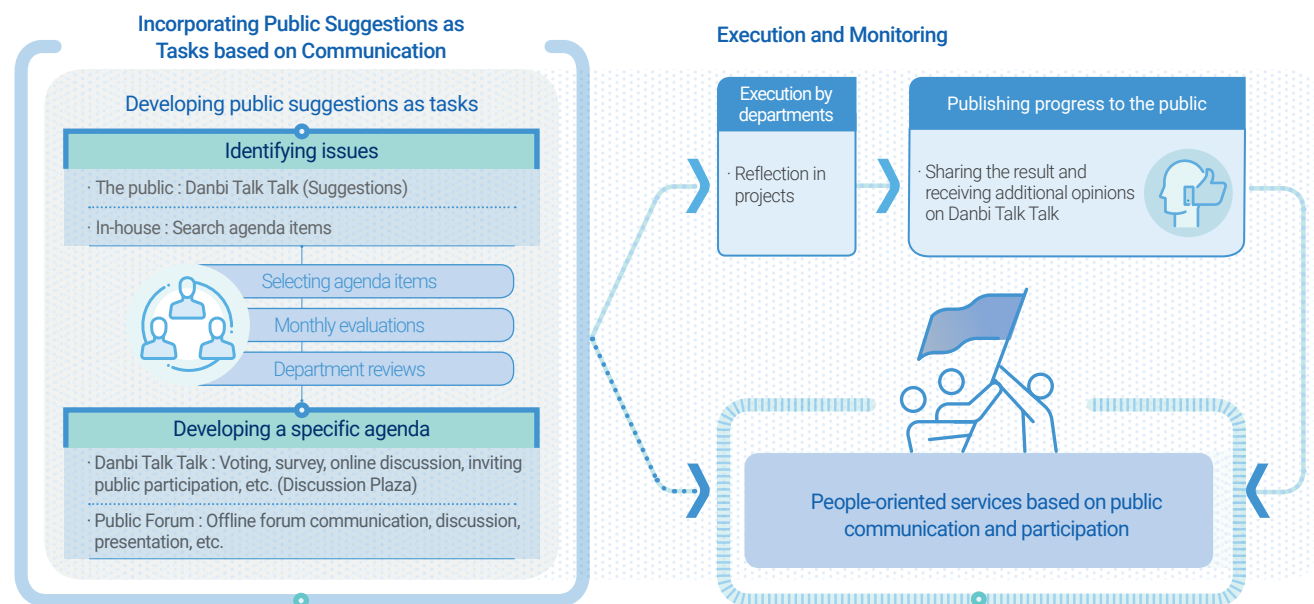 Incorporating Public Suggestions as
Tasks based on Communication
Developing public suggestions as tasks
Identifying issues
· The public : Danbi Talk Talk (Suggestions)
· In-house : Search agenda items
Selecting agenda items
Monthly evaluations
Department reviews
Developing a specific agenda
· Danbi Talk Talk : Voting, survey, online discussion, inviting
public participation, etc. (Discussion Plaza)
· Public Forum : Offline forum communication, discussion,
presentation, etc.
Execution and Monitoring
Execution by
departments
· Reflection in
projects
Publishing progress to the public
· Sharing the result and
receiving additional opinions
on Danbi Talk Talk
People-oriented services based on public
communication and participation